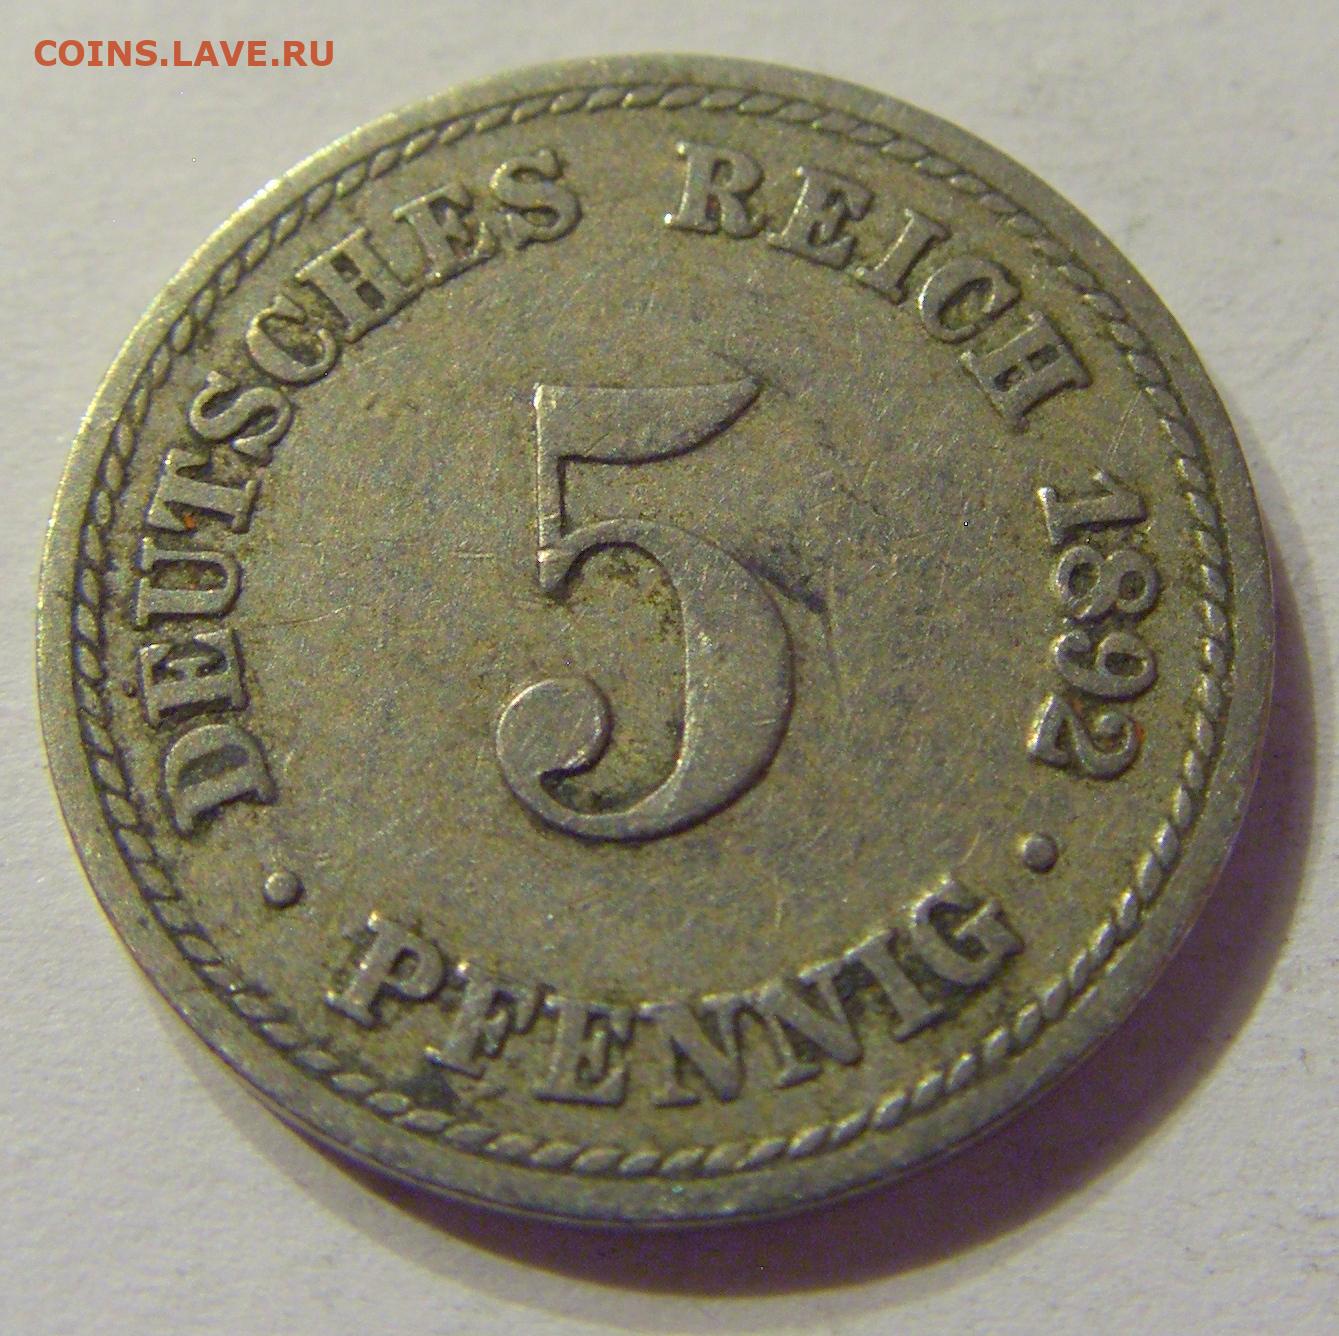 COINS.LAVE.RU
DEUTSCHES REICH 1892
5
· PFENNIG ·